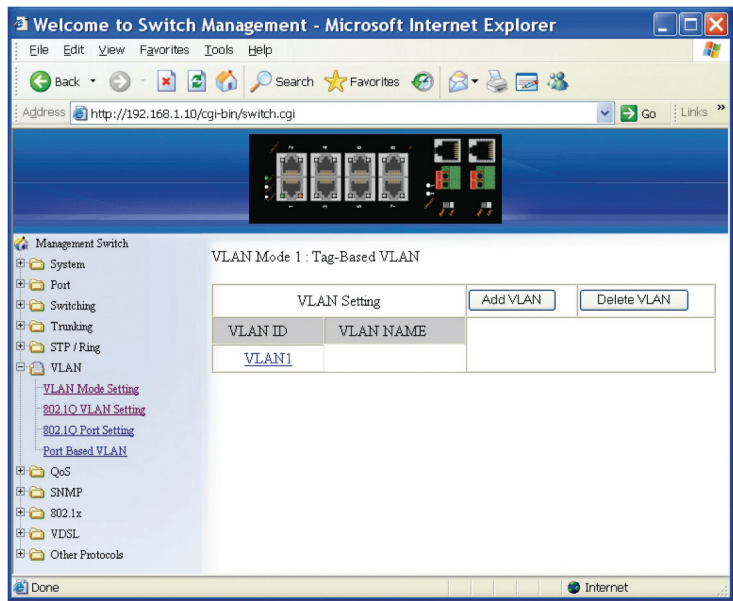 Welcome to Switch Management - Microsoft Internet Explorer
File Edit View Favorites Tools Help
Back Search Favorites
Address http://192.168.1.10/cgi-bin/switch.cgi Go Links »
Management Switch
System
Port
Switching
Trunking
STP / Ring
VLAN
VLAN Mode Setting
802.1Q VLAN Setting
802.1Q Port Setting
Port Based VLAN
QoS
SNMP
802.1x
VDSL
Other Protocols
VLAN Mode 1 : Tag-Based VLAN
VLAN Setting Add VLAN Delete VLAN
VLAN ID VLAN NAME
VLAN1
Done Internet